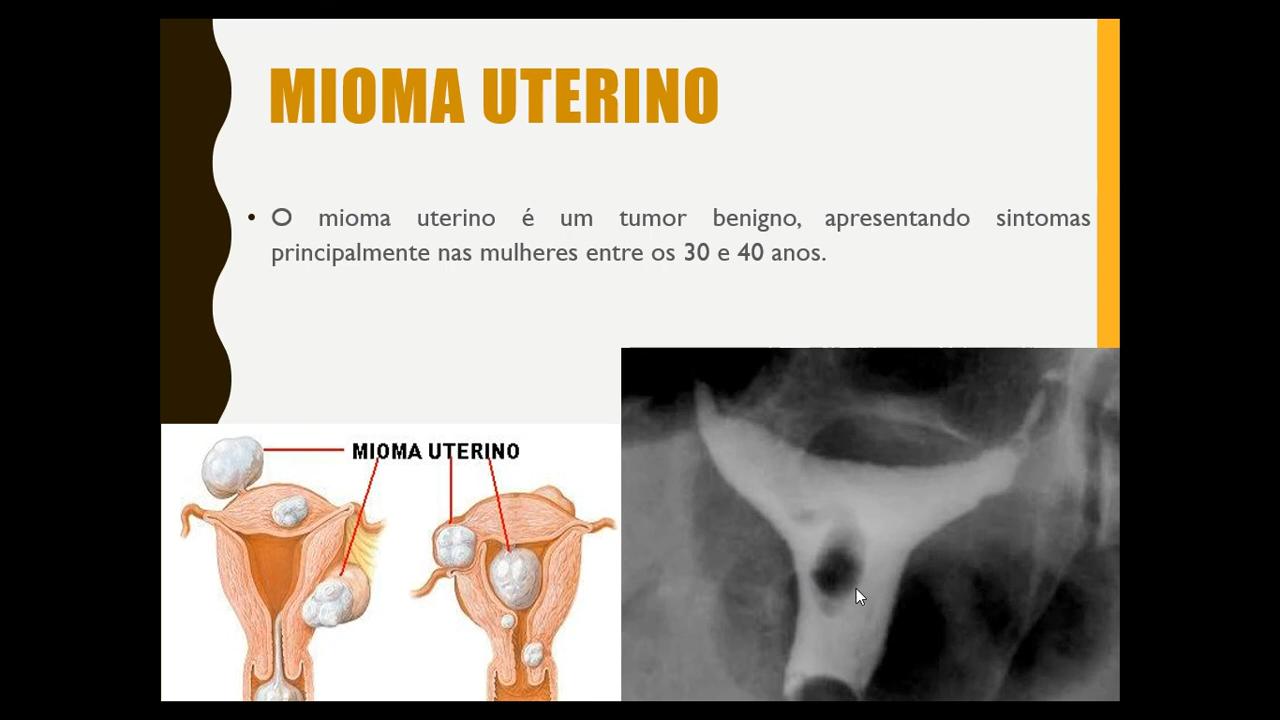 MIOMA UTERINO
• O mioma uterino é um tumor benigno, apresentando sintomas
principalmente nas mulheres entre os 30 e 40 anos.
MIOMA UTERINO